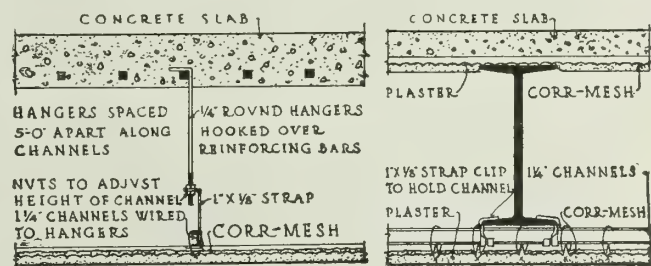 CONCRETE SLAB
HANGERS SPACED
5'-0" APART ALONG
CHANNELS
1/4" ROVND HANGERS
HOOKED OVER
REINFORCING BARS
NVTS TO ADJVST
HEIGHT OF CHANNEL
1 1/4" CHANNELS WIRED
TO HANGERS
1" X 1/8" STRAP
CORR-MESH
CONCRETE SLAB
PLASTER
CORR-MESH
1" X 1/8" STRAP CLIP
TO HOLD CHANNEL
1 1/4" CHANNELS
PLASTER
CORR-MESH